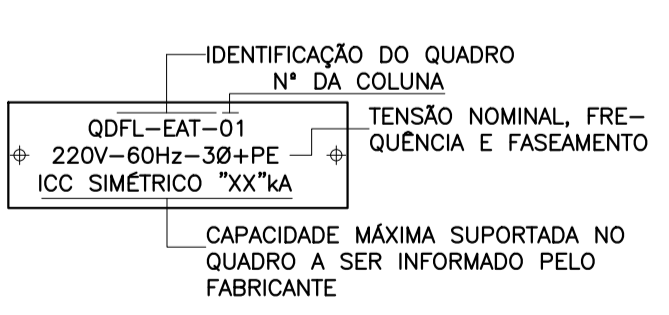 IDENTIFICAÇÃO DO QUADRO
Nº DA COLUNA
QDFL-EAT-01
220V-60Hz-3Ø+PE
ICC SIMÉTRICO "XX"kA
TENSÃO NOMINAL, FRE-
QUÊNCIA E FASEAMENTO
CAPACIDADE MÁXIMA SUPORTADA NO
QUADRO A SER INFORMADO PELO
FABRICANTE